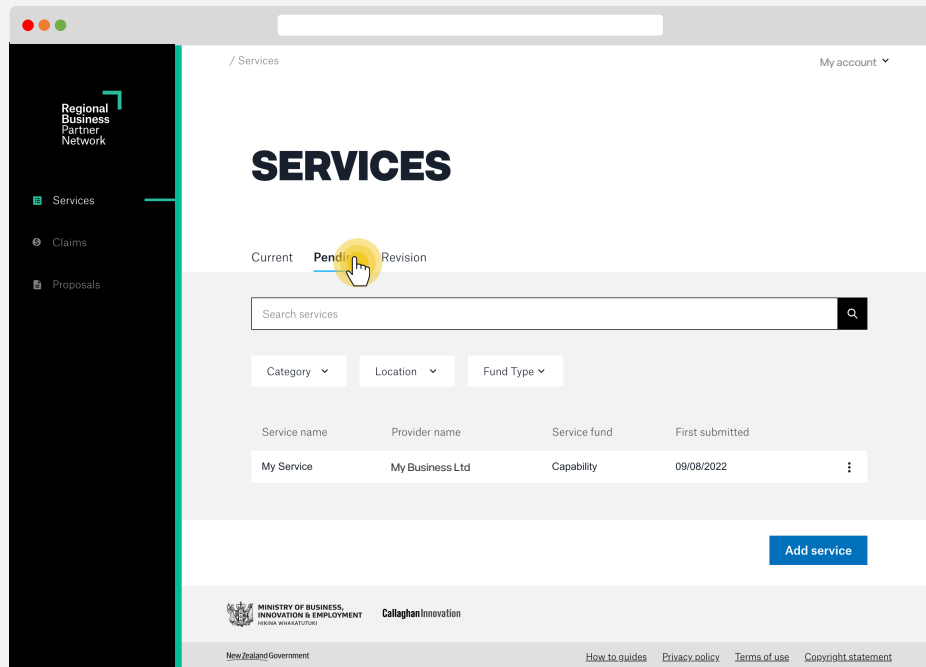 / Services
My account
Regional
Business
Partner
Network
SERVICES
Services
Claims
Proposals
Current Pending Revision
Search services
Category Location Fund Type
Service name Provider name Service fund First submitted
My Service My Business Ltd Capability 09/08/2022
Add service
MINISTRY OF BUSINESS,
INNOVATION & EMPLOYMENT
HIKINA WHAKATUTUKI
CallaghanInnovation
New Zealand Government
How to guides Privacy policy Terms of use Copyright statement